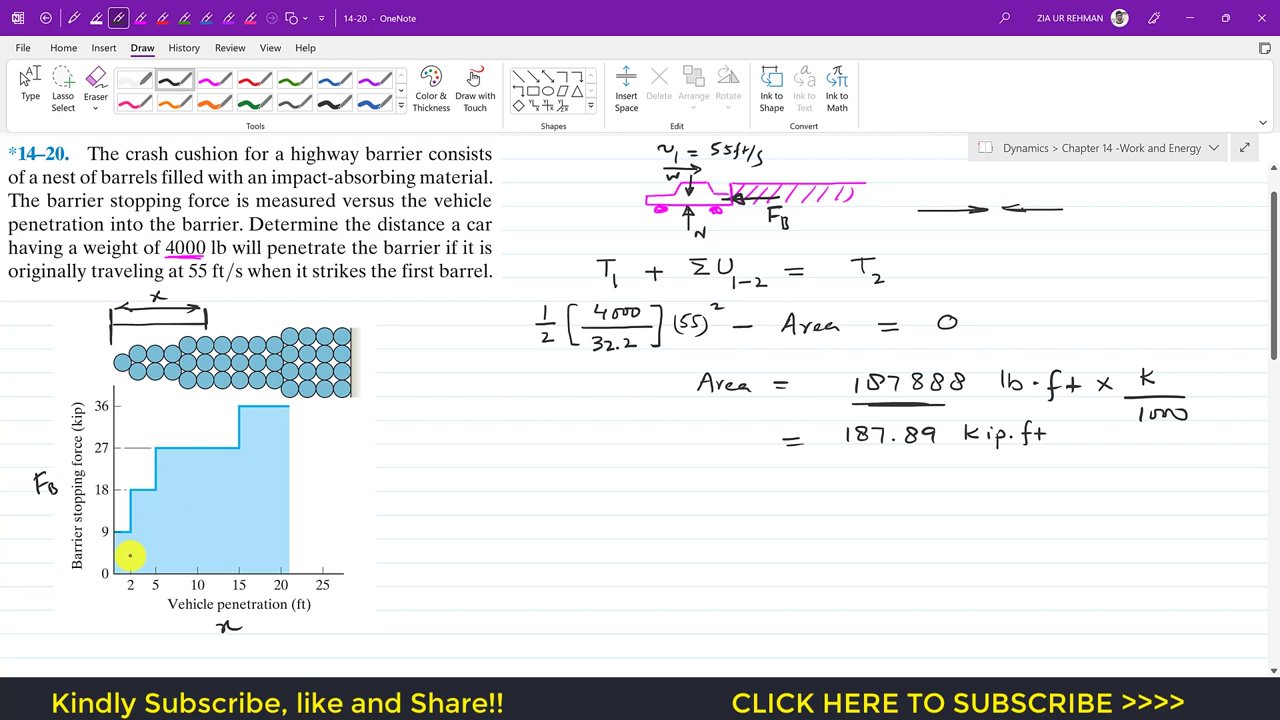 14-20 - OneNote
ZIA UR REHMAN
File Home Insert Draw History Review View Help
Type
Lasso Select
Eraser
Tools
Color & Thickness
Draw with Touch
Shapes
Insert Space
Delete
Arrange
Rotate
Edit
Ink to Shape
Ink to Text
Ink to Math
Convert
Dynamics > Chapter 14 -Work and Energy
*14–20. The crash cushion for a highway barrier consists
of a nest of barrels filled with an impact-absorbing material.
The barrier stopping force is measured versus the vehicle
penetration into the barrier. Determine the distance a car
having a weight of 4000 lb will penetrate the barrier if it is
originally traveling at 55 ft/s when it strikes the first barrel.
x
36
27
18
9
0
Barrier stopping force (kip)
F_B
2 5 10 15 20 25
Vehicle penetration (ft)
x
v_1 = 55ft/s
W
F_B
N
T_1 + ΣU_1-2 = T_2
1/2 [4000/32.2] (55)^2 - Area = 0
Area = 187888 lb·ft × K/1000
= 187.89 kip.ft
Kindly Subscribe, like and Share!!
CLICK HERE TO SUBSCRIBE >>>>